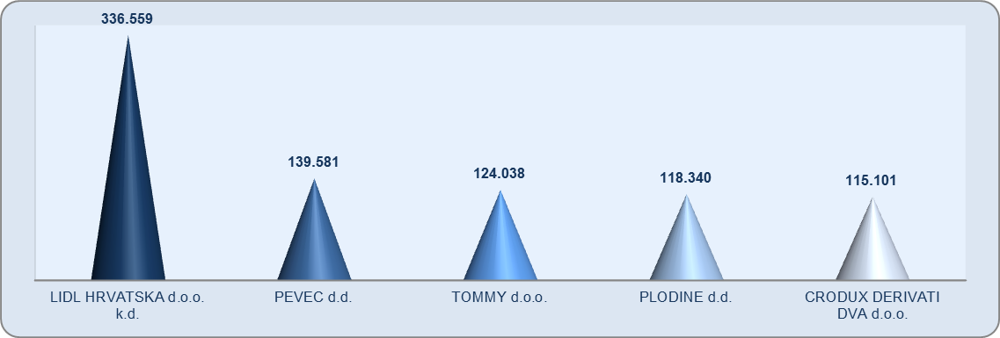 336.559
139.581
124.038
118.340
115.101
LIDL HRVATSKA d.o.o.
k.d.
PEVEC d.d.
TOMMY d.o.o.
PLODINE d.d.
CRODUX DERIVATI
DVA d.o.o.